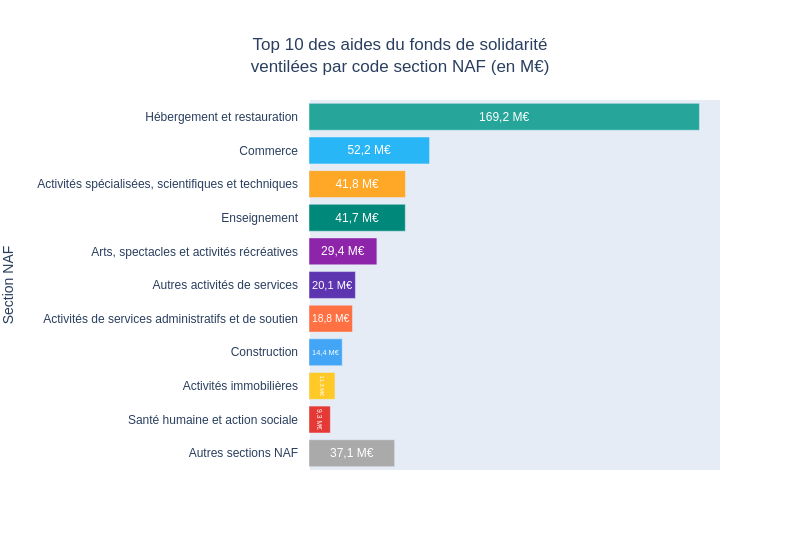 Top 10 des aides du fonds de solidarité
ventilées par code section NAF (en M€)
Section NAF
Hébergement et restauration 169,2 M€
Commerce 52,2 M€
Activités spécialisées, scientifiques et techniques 41,8 M€
Enseignement 41,7 M€
Arts, spectacles et activités récréatives 29,4 M€
Autres activités de services 20,1 M€
Activités de services administratifs et de soutien 18,8 M€
Construction 14,4 M€
Activités immobilières
Santé humaine et action sociale 9,3 M€
Autres sections NAF 37,1 M€